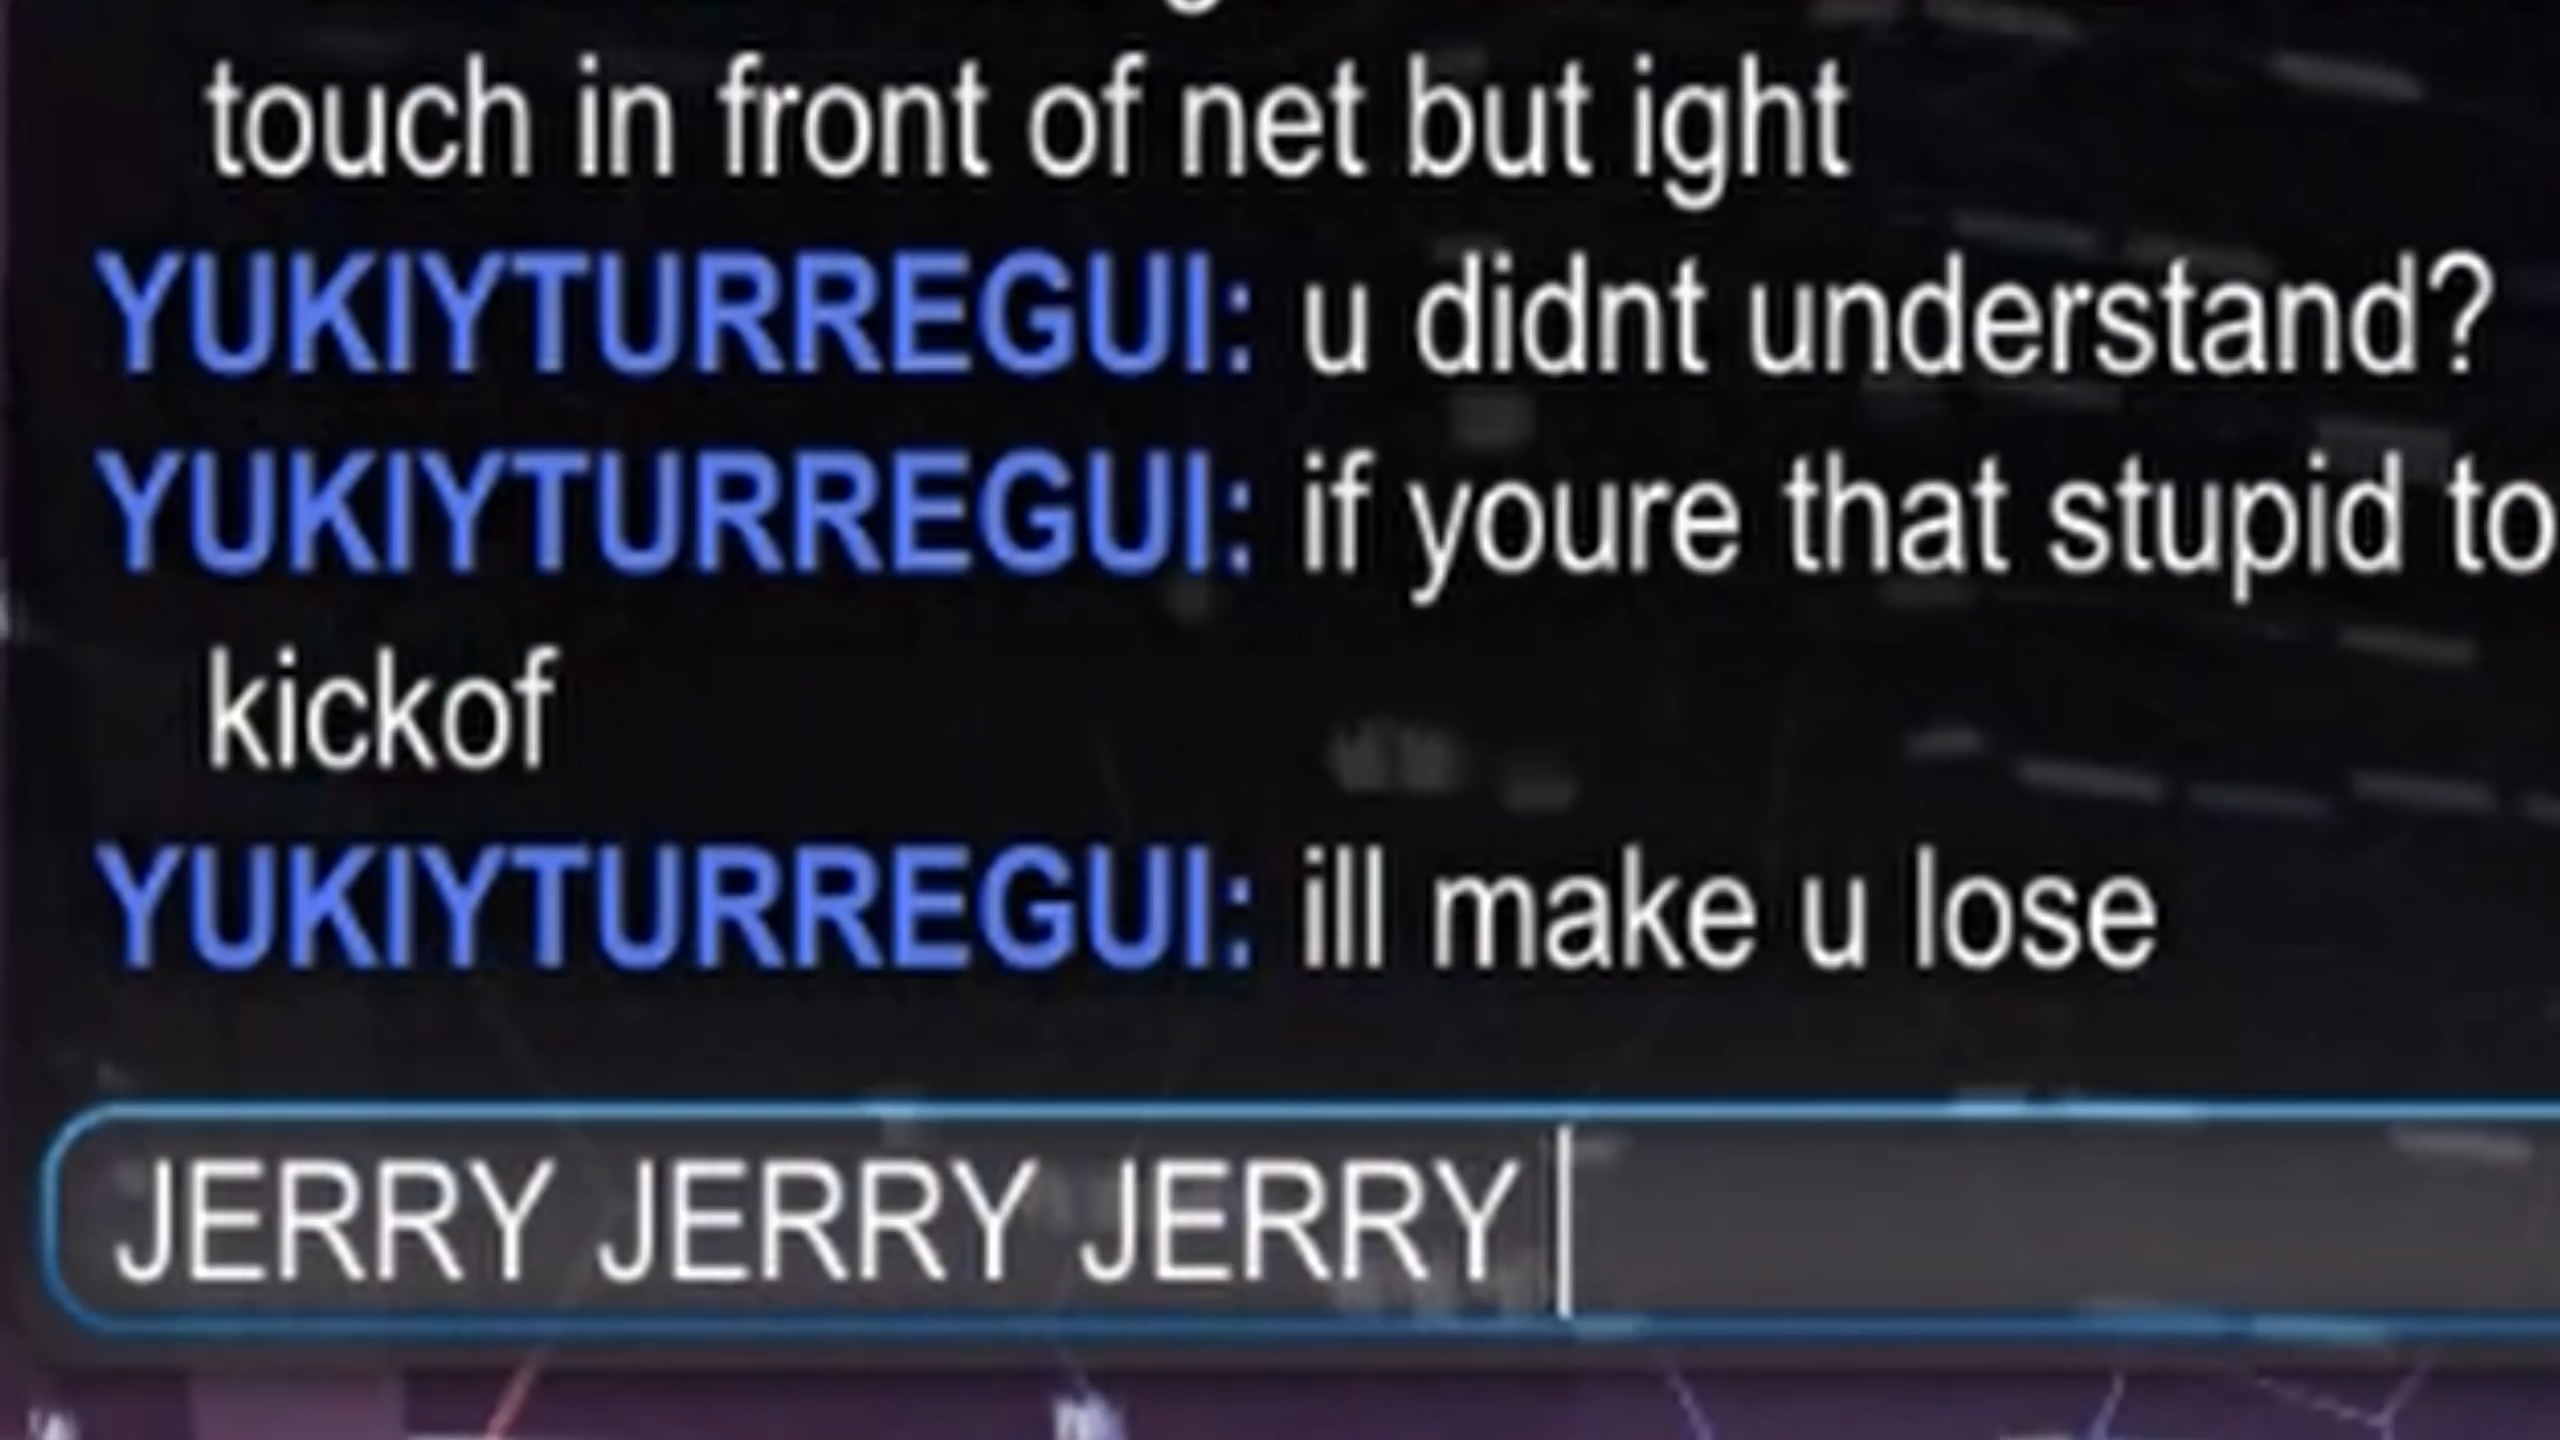 touch in front of net but ight
YUKIYTURREGUI: u didnt understand?
YUKIYTURREGUI: if youre that stupid to
kickof
YUKIYTURREGUI: ill make u lose
JERRY JERRY JERRY